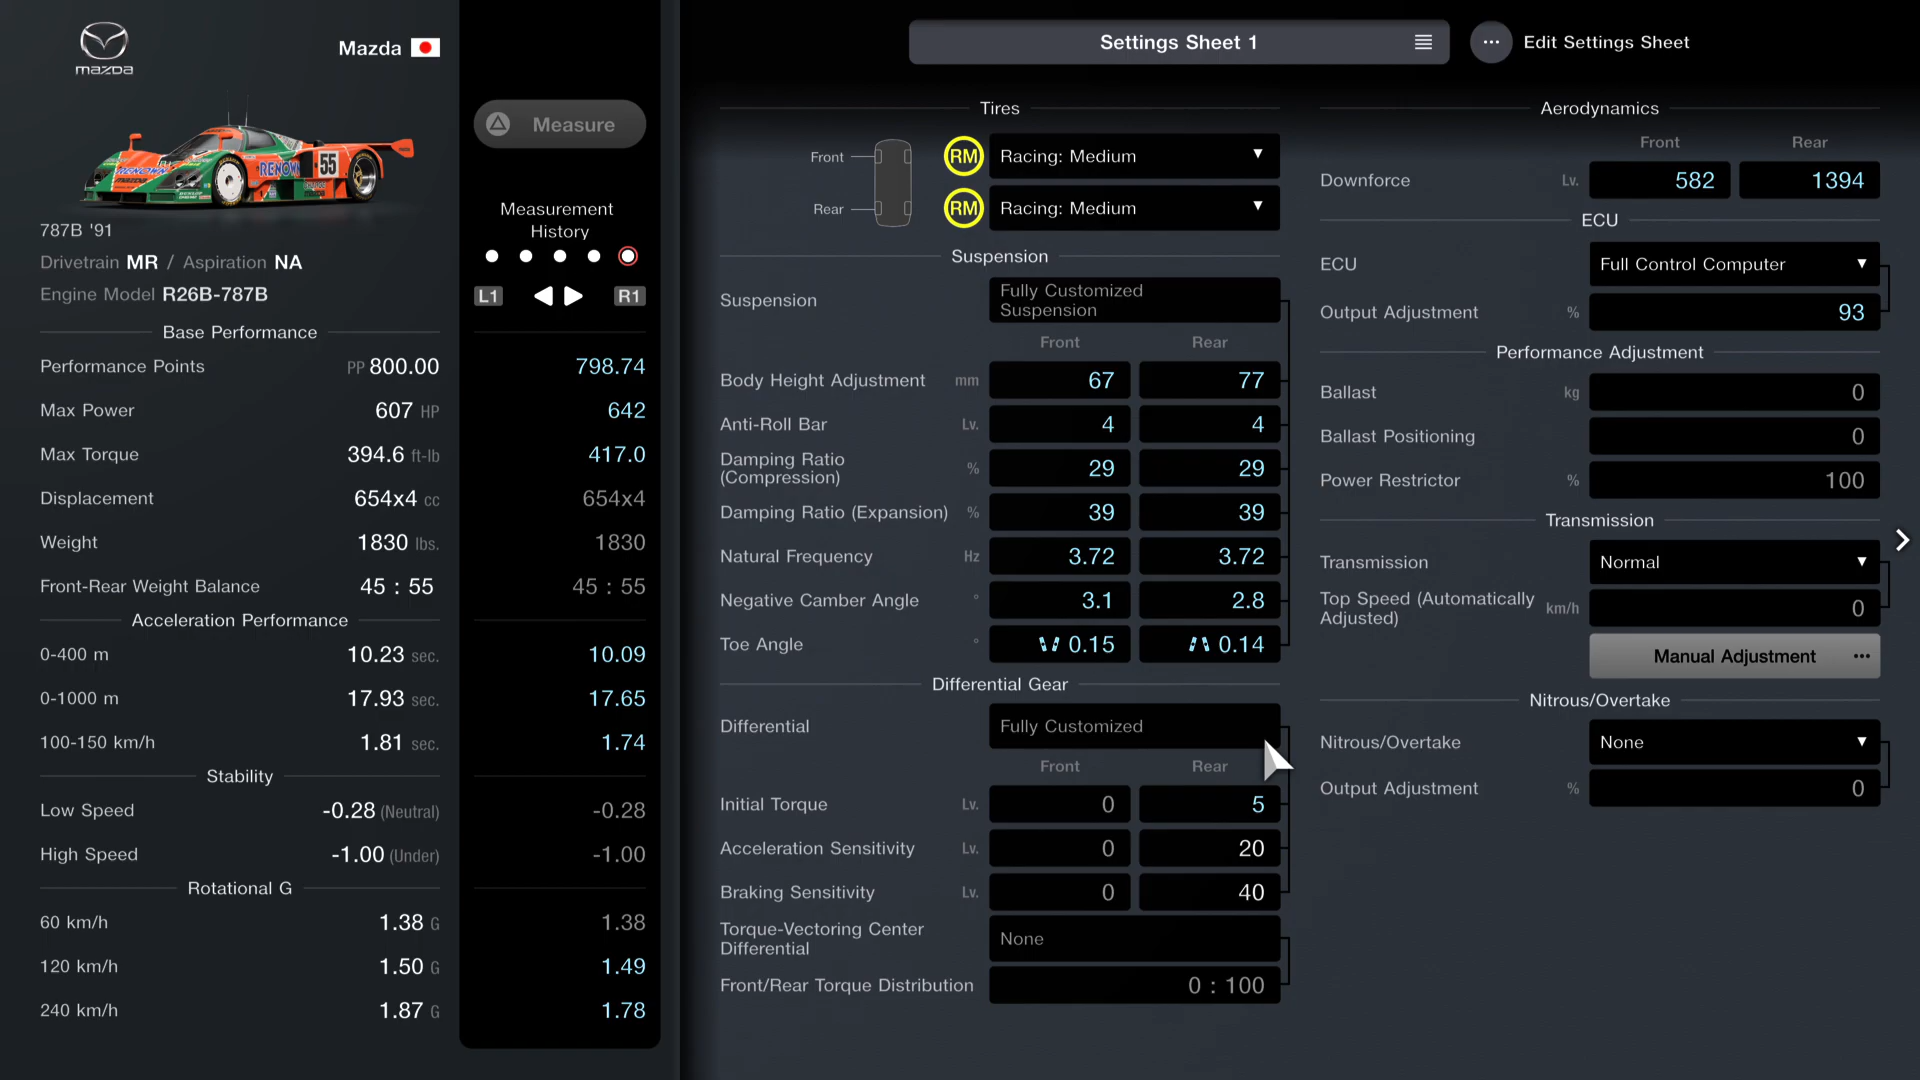 mazda
Mazda
RENOWN
55
RENOWN
787B '91
Drivetrain MR / Aspiration NA
Engine Model R26B-787B
Base Performance
Performance Points PP 800.00
Max Power 607 HP
Max Torque 394.6 ft-lb
Displacement 654x4 cc
Weight 1830 lbs.
Front-Rear Weight Balance 45 : 55
Acceleration Performance
0-400 m 10.23 sec.
0-1000 m 17.93 sec.
100-150 km/h 1.81 sec.
Stability
Low Speed -0.28 (Neutral)
High Speed -1.00 (Under)
Rotational G
60 km/h 1.38 G
120 km/h 1.50 G
240 km/h 1.87 G
Measure
Measurement
History
L1 R1
798.74
642
417.0
654x4
1830
45 : 55
10.09
17.65
1.74
-0.28
-1.00
1.38
1.49
1.78
Settings Sheet 1
Edit Settings Sheet
Tires
Front RM Racing: Medium
Rear RM Racing: Medium
Suspension
Suspension Fully Customized
Suspension
Front Rear
Body Height Adjustment mm 67 77
Anti-Roll Bar Lv. 4 4
Damping Ratio
(Compression) % 29 29
Damping Ratio (Expansion) % 39 39
Natural Frequency Hz 3.72 3.72
Negative Camber Angle ° 3.1 2.8
Toe Angle ° 0.15 0.14
Differential Gear
Differential Fully Customized
Front Rear
Initial Torque Lv. 0 5
Acceleration Sensitivity Lv. 0 20
Braking Sensitivity Lv. 0 40
Torque-Vectoring Center
Differential None
Front/Rear Torque Distribution 0 : 100
Aerodynamics
Front Rear
Downforce Lv. 582 1394
ECU
ECU Full Control Computer
Output Adjustment % 93
Performance Adjustment
Ballast kg 0
Ballast Positioning 0
Power Restrictor % 100
Transmission
Transmission Normal
Top Speed (Automatically
Adjusted) km/h 0
Manual Adjustment
Nitrous/Overtake
Nitrous/Overtake None
Output Adjustment % 0